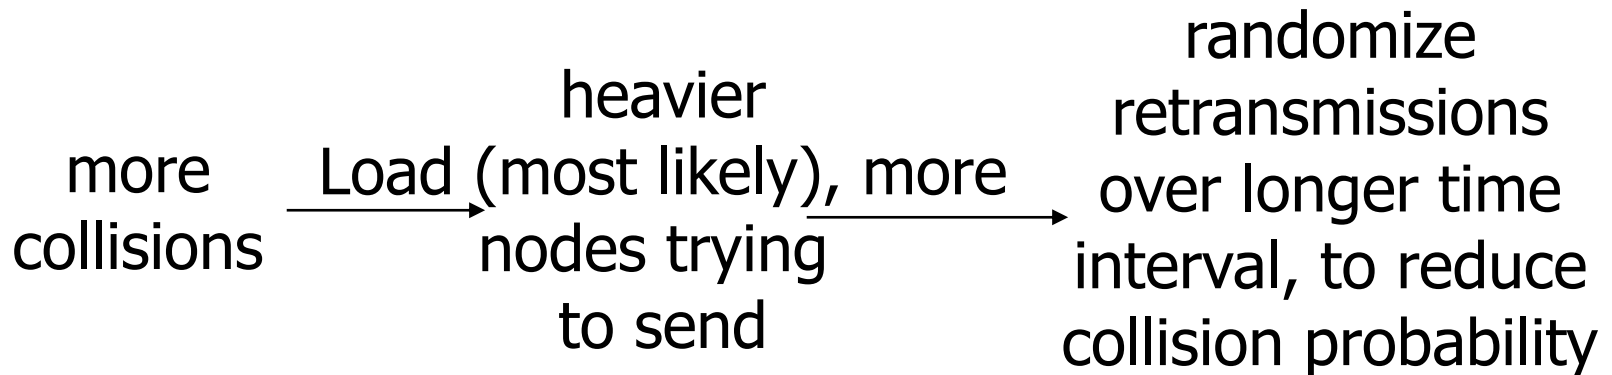 more
collisions
heavier
Load (most likely), more
nodes trying
to send
randomize
retransmissions
over longer time
interval, to reduce
collision probability